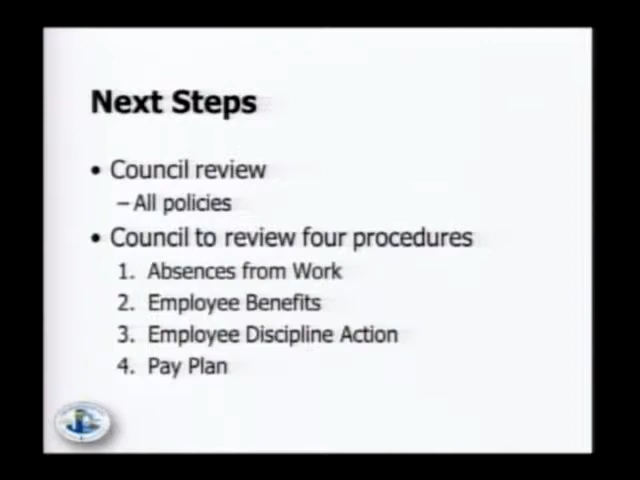 Next Steps
• Council review
– All policies
• Council to review four procedures
1. Absences from Work
2. Employee Benefits
3. Employee Discipline Action
4. Pay Plan